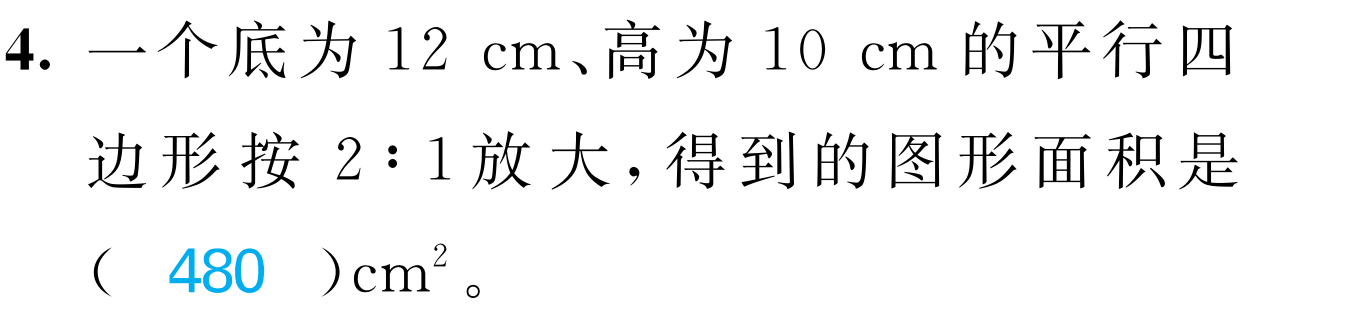 4. 一个底为 12 cm、高为 10 cm 的平行四
边形按 2∶1放大,得到的图形面积是
( 480 )cm²。